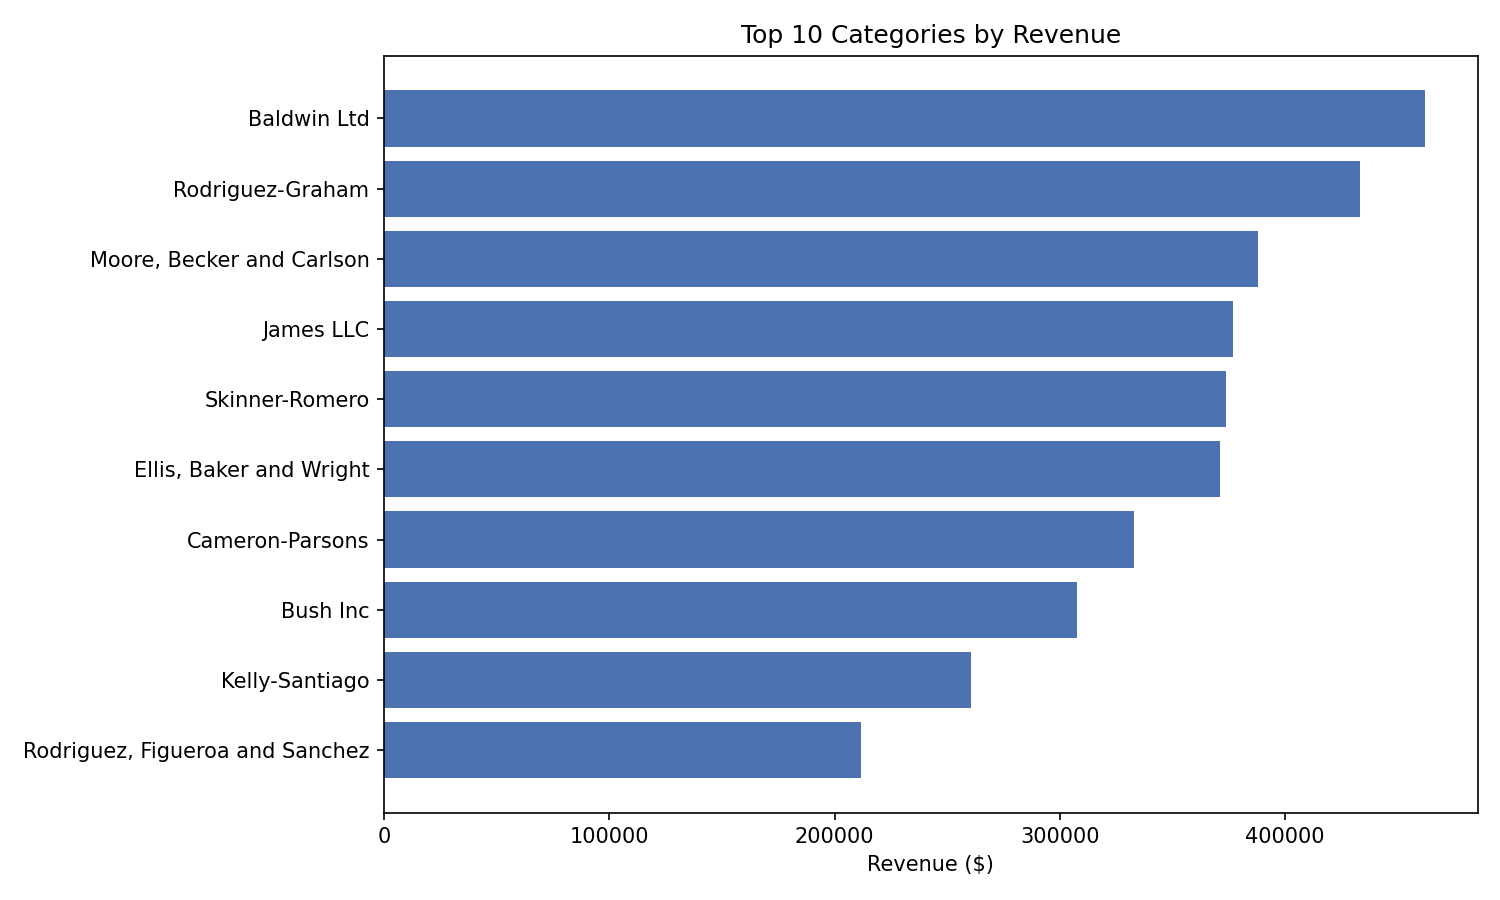 Top 10 Categories by Revenue
Baldwin Ltd
Rodriguez-Graham
Moore, Becker and Carlson
James LLC
Skinner-Romero
Ellis, Baker and Wright
Cameron-Parsons
Bush Inc
Kelly-Santiago
Rodriguez, Figueroa and Sanchez
0 100000 200000 300000 400000
Revenue ($)